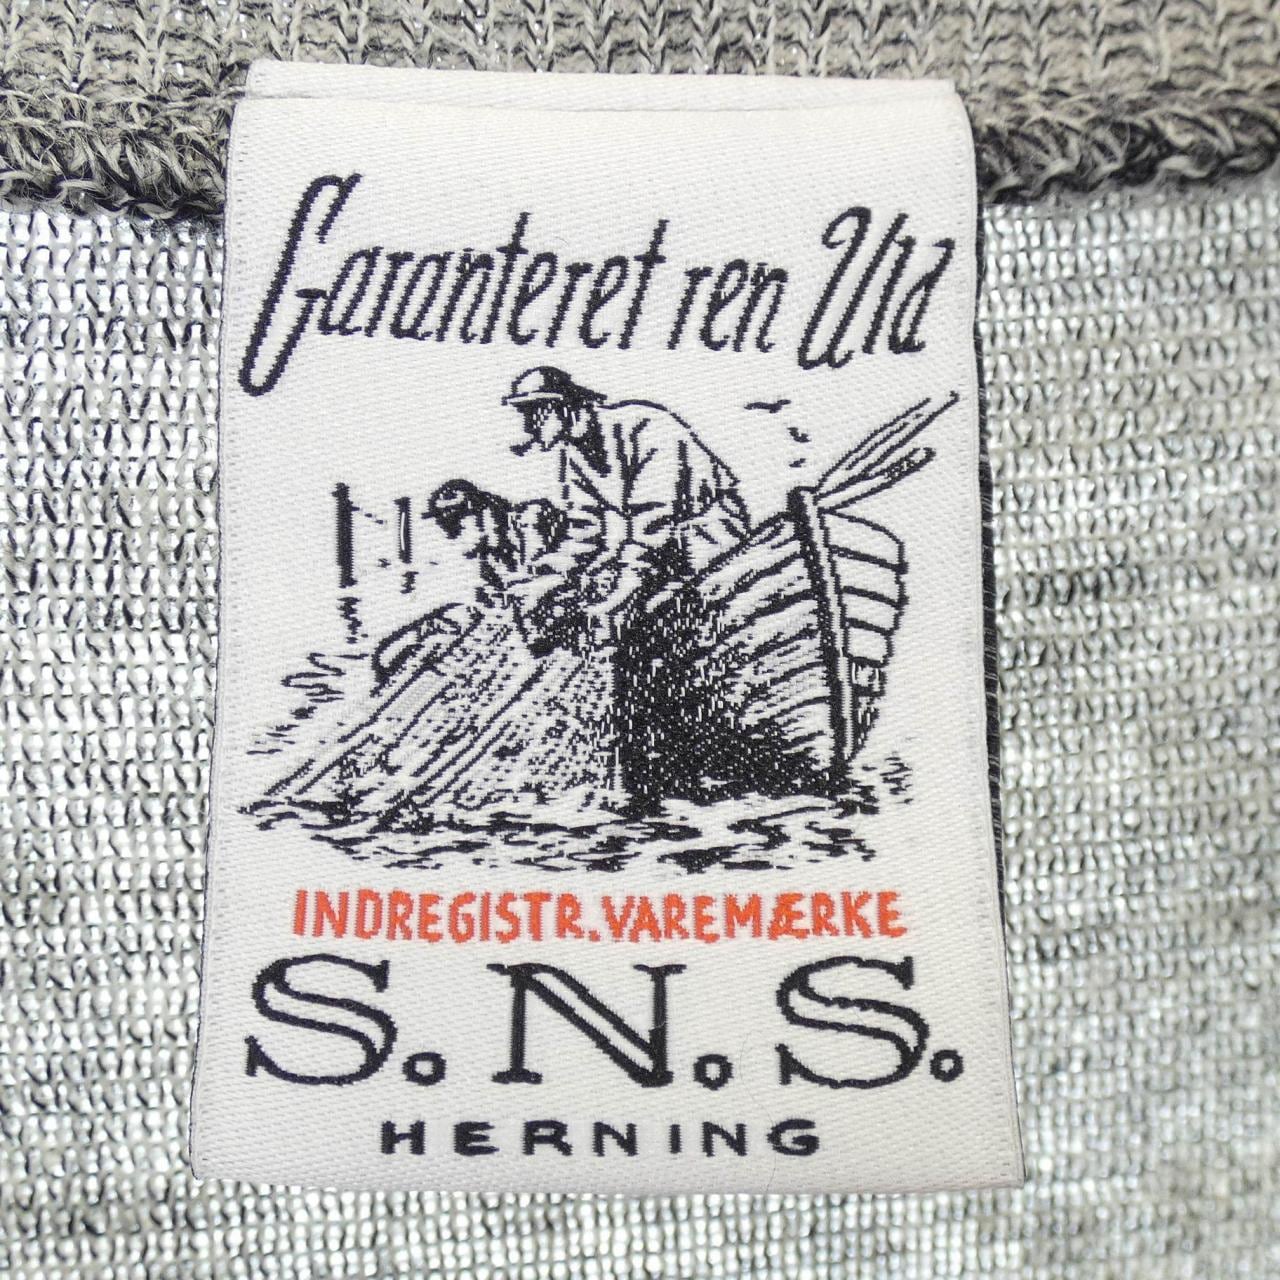 Garanteret ren Uld
INDREGISTR.VAREMÆRKE
S.N.S.
HERNING